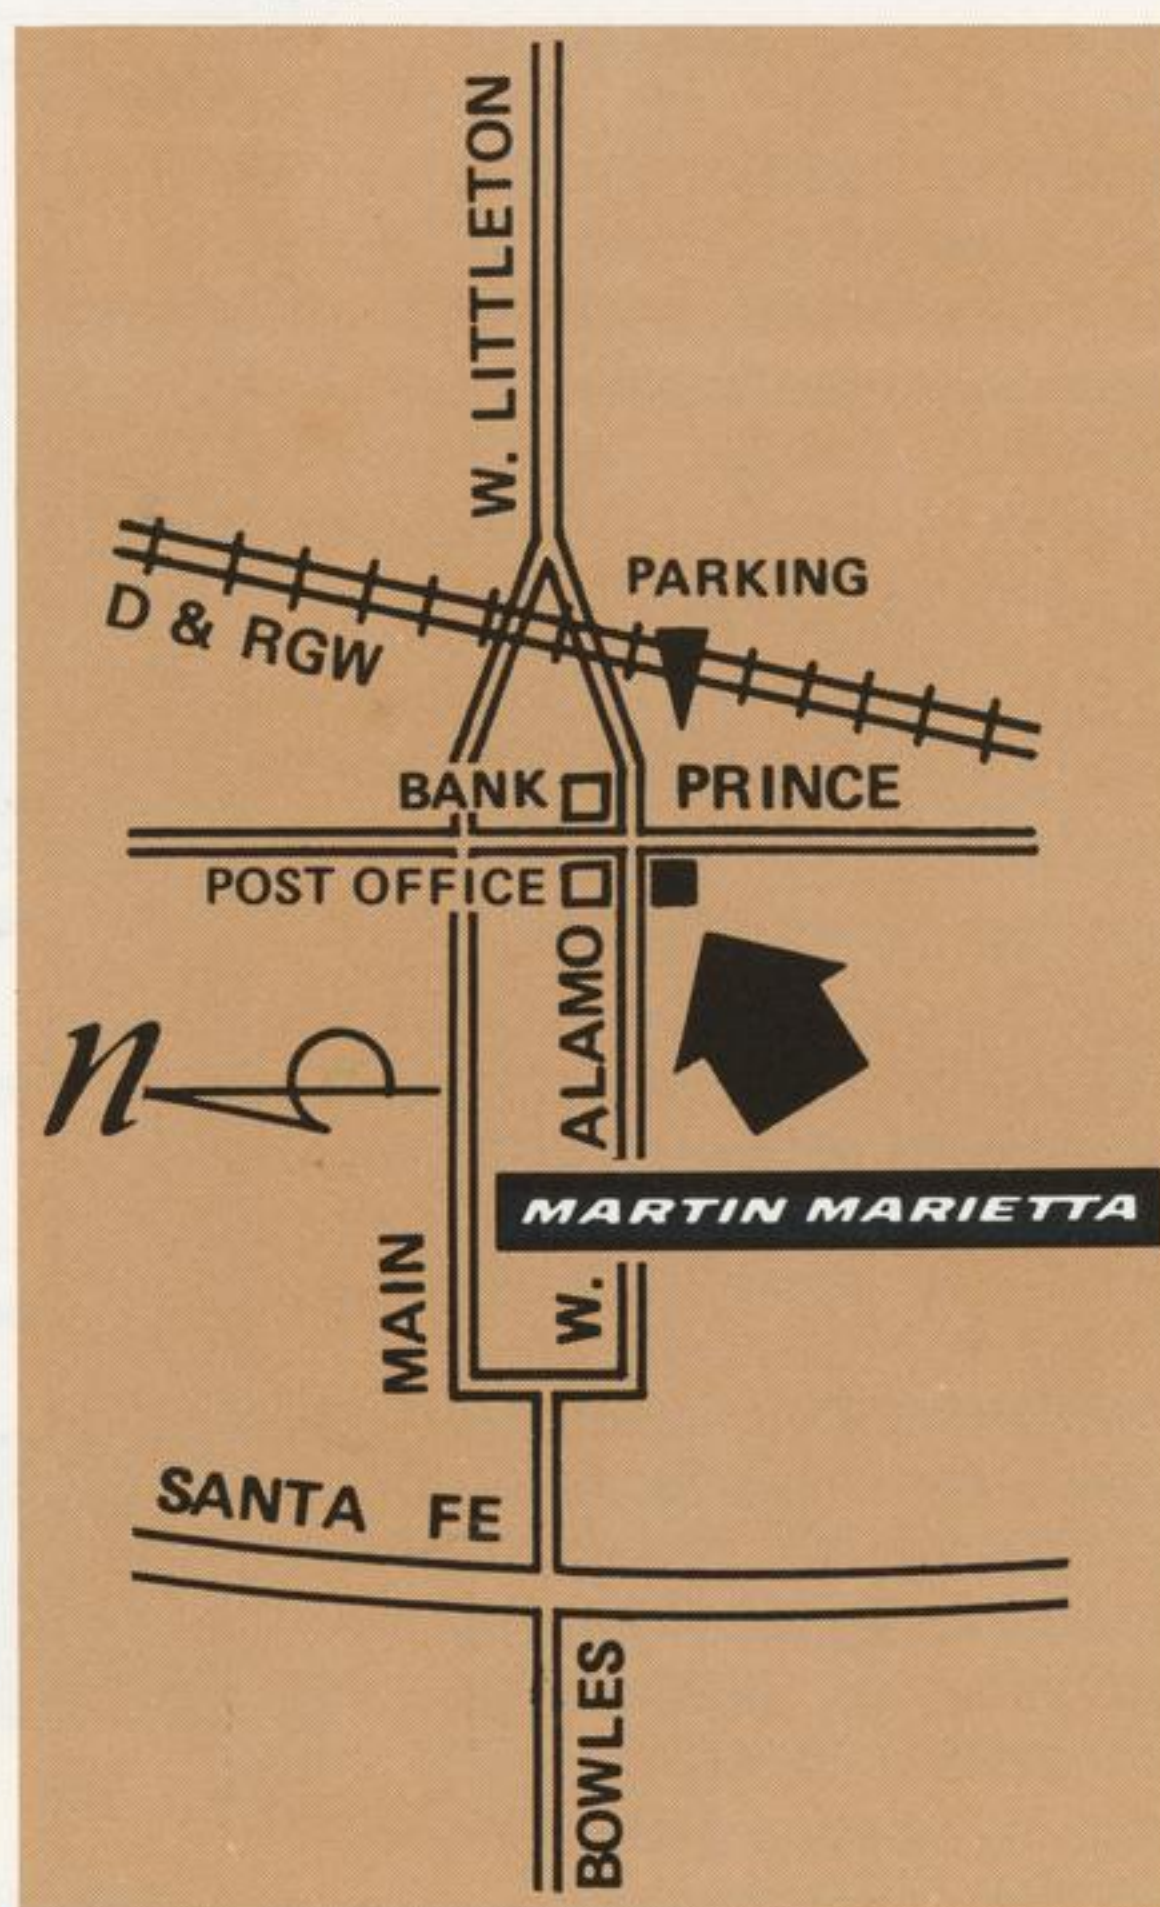 W. LITTLETON
PARKING
D & RGW
BANK
PRINCE
POST OFFICE
W. ALAMO
n
MARTIN MARIETTA
MAIN
SANTA FE
BOWLES